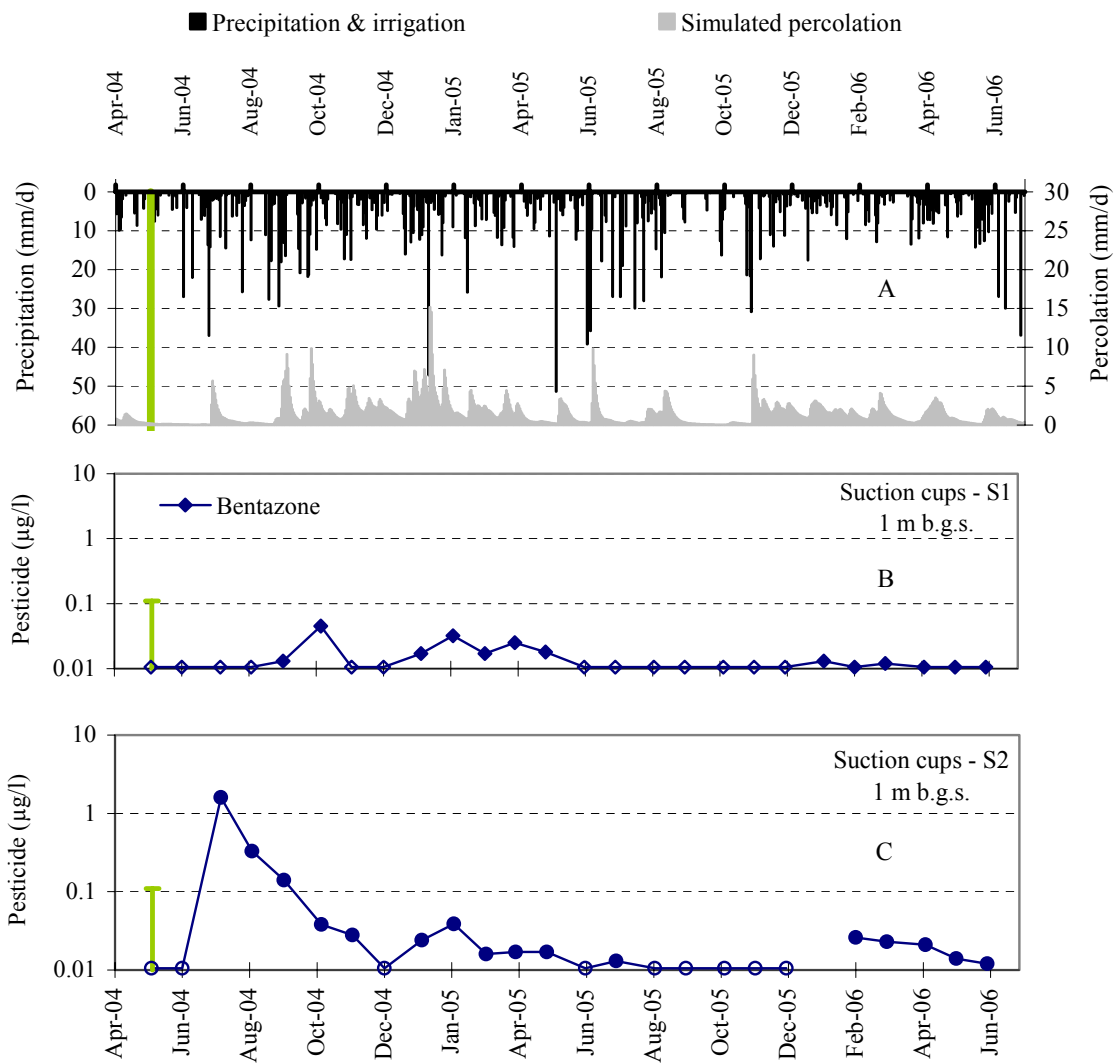 Precipitation & irrigation Simulated percolation
Apr-04 Jun-04 Aug-04 Oct-04 Dec-04 Jan-05 Apr-05 Jun-05 Aug-05 Oct-05 Dec-05 Feb-06 Apr-06 Jun-06
Precipitation (mm/d)
0
10
20
30
40
50
60
A
30
25
20
15
10
5
0
Percolation (mm/d)
Pesticide (µg/l)
10
1
0.1
0.01
Bentazone
Suction cups - S1
1 m b.g.s.
B
Pesticide (µg/l)
10
1
0.1
0.01
Suction cups - S2
1 m b.g.s.
C
Apr-04 Jun-04 Aug-04 Oct-04 Dec-04 Jan-05 Apr-05 Jun-05 Aug-05 Oct-05 Dec-05 Feb-06 Apr-06 Jun-06